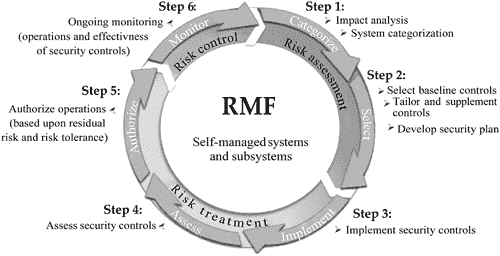 Step 6:
Ongoing monitoring
(operations and effectiveness
of security controls)
Step 1:
Impact analysis
System categorization
Step 2:
Select baseline controls
Tailor and supplement
controls
Develop security plan
Step 3:
Implement security controls
Step 4:
Assess security controls
Step 5:
Authorize operations
(based upon residual
risk and risk tolerance)
Categorize
Select
Implement
Assess
Authorize
Monitor
Risk assessment
Risk treatment
Risk control
RMF
Self-managed systems
and subsystems